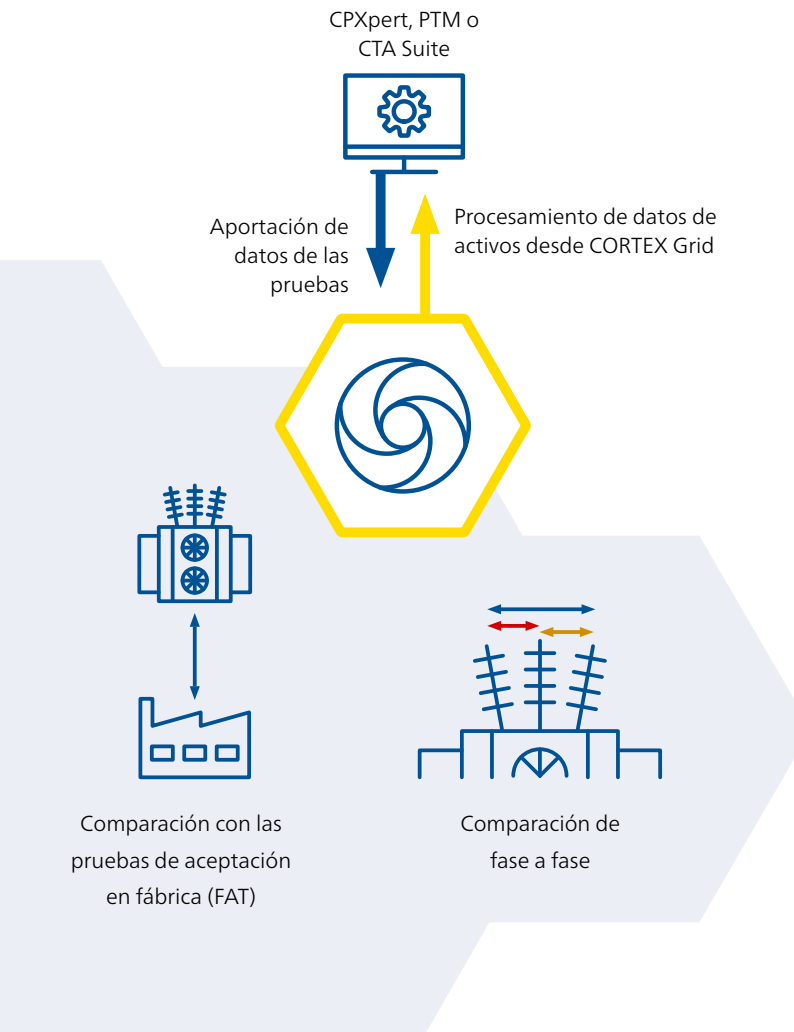 CPXpert, PTM o
CTA Suite
Aportación de
datos de las
pruebas
Procesamiento de datos de
activos desde CORTEX Grid
Comparación con las
pruebas de aceptación
en fábrica (FAT)
Comparación de
fase a fase